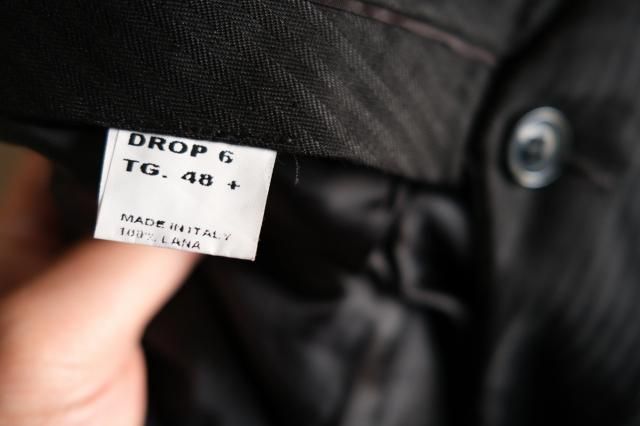 DROP 6
TG. 48 +
MADE IN ITALY
100% LANA